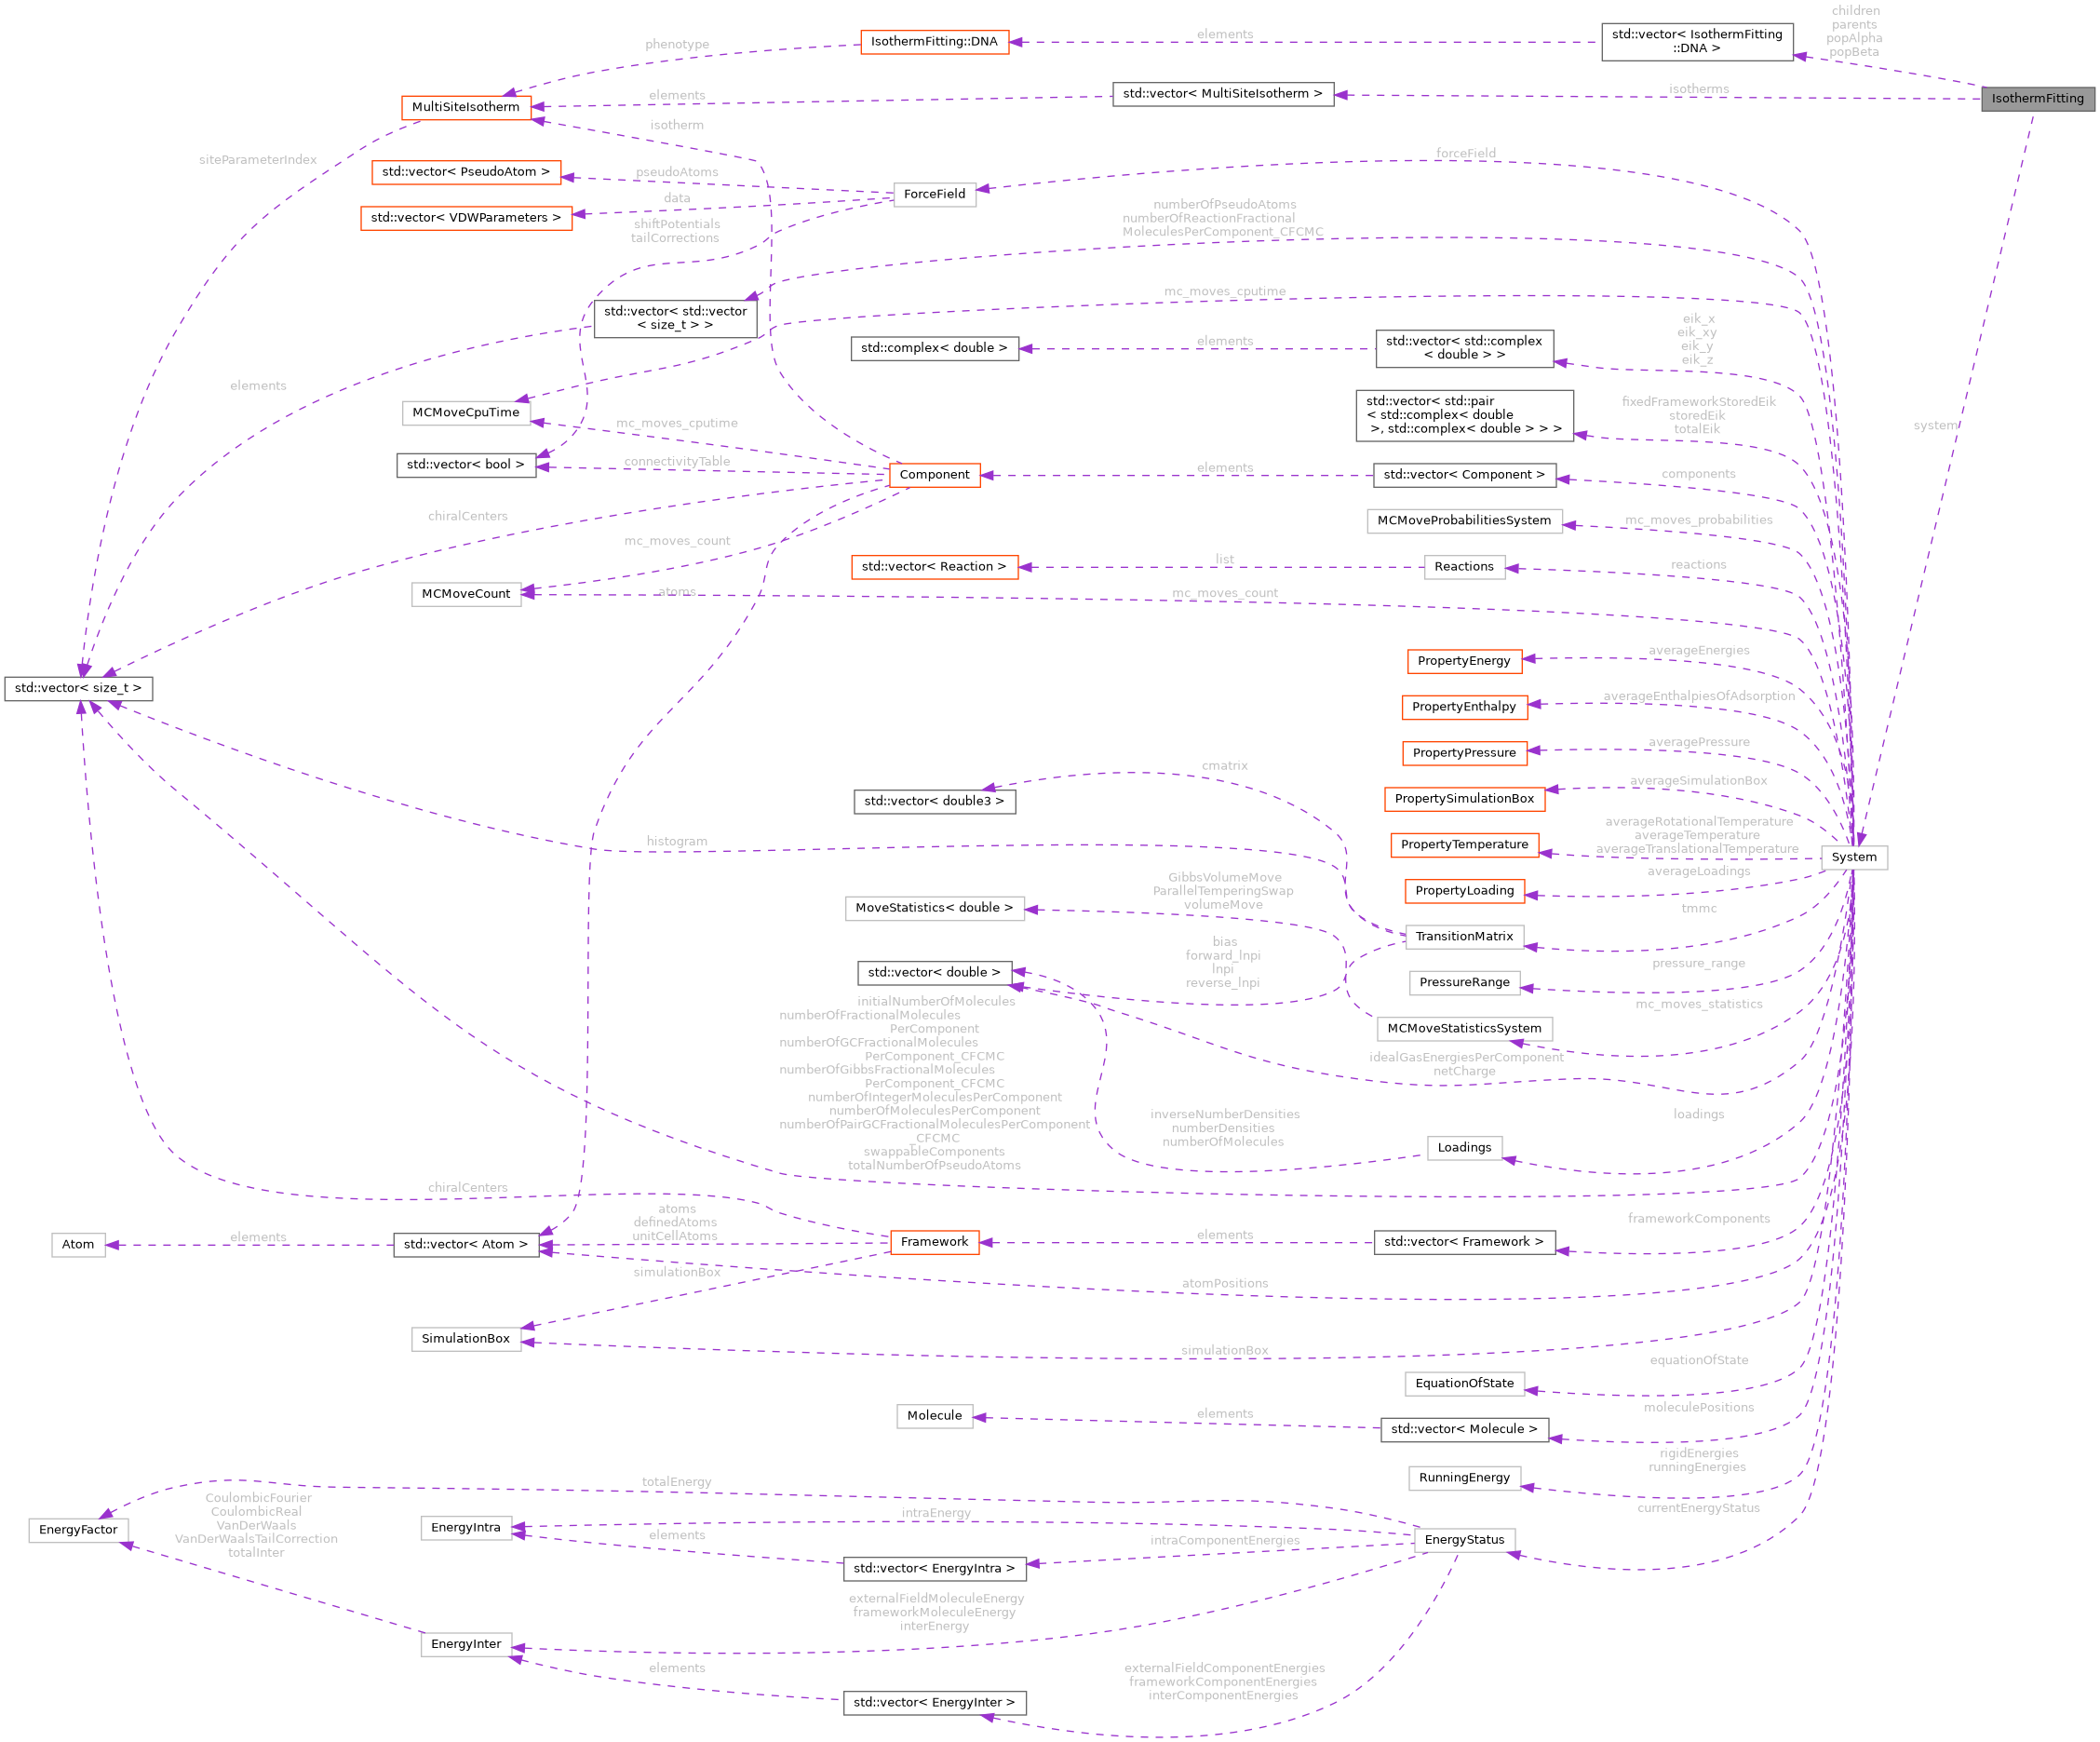 children
parents
popAlpha
popBeta
phenotype
IsothermFitting::DNA
elements
std::vector< IsothermFitting
::DNA >
MultiSiteIsotherm
elements
std::vector< MultiSiteIsotherm >
isotherms
IsothermFitting
isotherm
siteParameterIndex
std::vector< PseudoAtom >
pseudoAtoms
forceField
ForceField
std::vector< VDWParameters >
data
shiftPotentials
tailCorrections
numberOfPseudoAtoms
numberOfReactionFractional
MoleculesPerComponent_CFCMC
std::vector< std::vector
< size_t > >
mc_moves_cputime
std::complex< double >
elements
std::vector< std::complex
< double > >
eik_x
eik_xy
eik_y
eik_z
elements
MCMoveCpuTime
mc_moves_cputime
std::vector< std::pair
< std::complex< double
>, std::complex< double > > >
fixedFrameworkStoredEik
storedEik
totalEik
system
std::vector< bool >
connectivityTable
Component
elements
std::vector< Component >
components
chiralCenters
MCMoveProbabilitiesSystem
mc_moves_probabilities
mc_moves_count
std::vector< Reaction >
list
Reactions
reactions
MCMoveCount
atoms
mc_moves_count
std::vector< size_t >
PropertyEnergy
averageEnergies
PropertyEnthalpy
averageEnthalpiesOfAdsorption
PropertyPressure
averagePressure
cmatrix
std::vector< double3 >
PropertySimulationBox
averageSimulationBox
histogram
PropertyTemperature
averageRotationalTemperature
averageTemperature
averageTranslationalTemperature
System
GibbsVolumeMove
ParallelTemperingSwap
volumeMove
PropertyLoading
averageLoadings
MoveStatistics< double >
TransitionMatrix
tmmc
bias
forward_lnpi
lnpi
reverse_lnpi
std::vector< double >
PressureRange
pressure_range
MCMoveStatisticsSystem
mc_moves_statistics
initialNumberOfMolecules
numberOfFractionalMolecules
PerComponent
numberOfGCFractionalMolecules
PerComponent_CFCMC
numberOfGibbsFractionalMolecules
PerComponent_CFCMC
numberOfIntegerMoleculesPerComponent
numberOfMoleculesPerComponent
numberOfPairGCFractionalMoleculesPerComponent
_CFCMC
swappableComponents
totalNumberOfPseudoAtoms
idealGasEnergiesPerComponent
netCharge
inverseNumberDensities
numberDensities
numberOfMolecules
Loadings
loadings
chiralCenters
Atom
elements
std::vector< Atom >
atoms
definedAtoms
unitCellAtoms
Framework
elements
std::vector< Framework >
frameworkComponents
simulationBox
atomPositions
SimulationBox
simulationBox
EquationOfState
equationOfState
Molecule
elements
std::vector< Molecule >
moleculePositions
RunningEnergy
rigidEnergies
runningEnergies
totalEnergy
EnergyFactor
CoulombicFourier
CoulombicReal
VanDerWaals
VanDerWaalsTailCorrection
totalInter
EnergyIntra
intraEnergy
elements
std::vector< EnergyIntra >
intraComponentEnergies
EnergyStatus
currentEnergyStatus
EnergyInter
externalFieldMoleculeEnergy
frameworkMoleculeEnergy
interEnergy
elements
std::vector< EnergyInter >
externalFieldComponentEnergies
frameworkComponentEnergies
interComponentEnergies